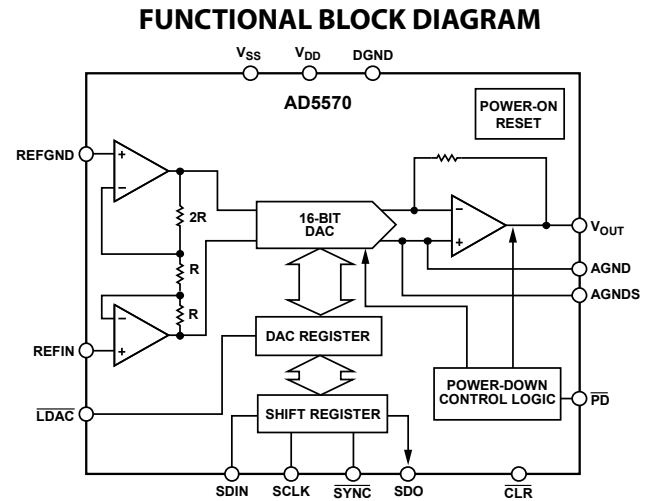 FUNCTIONAL BLOCK DIAGRAM
VSS
VDD
DGND
AD5570
POWER-ON
RESET
REFGND
+
−
2R
R
R
−
+
REFIN
16-BIT
DAC
−
+
VOUT
AGND
AGNDS
DAC REGISTER
LDAC
SHIFT REGISTER
POWER-DOWN
CONTROL LOGIC
PD
SDIN
SCLK
SYNC
SDO
CLR